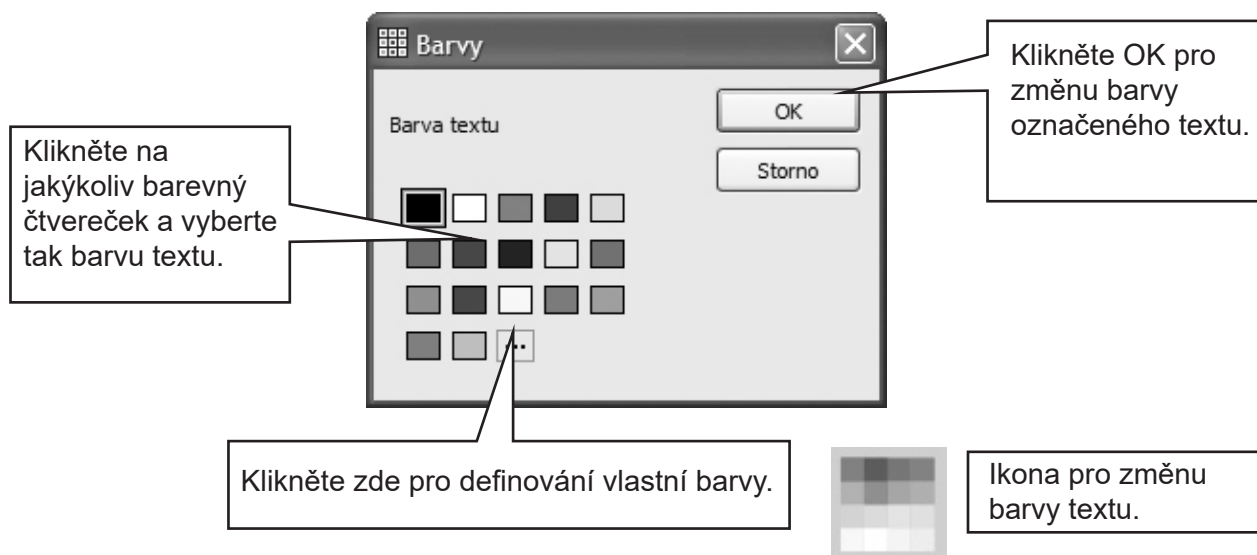 Barvy
Klikněte OK pro
změnu barvy
označeného textu.
OK
Barva textu
Storno
Klikněte na
jakýkoliv barevný
čtvereček a vyberte
tak barvu textu.
...
Klikněte zde pro definování vlastní barvy.
Ikona pro změnu
barvy textu.